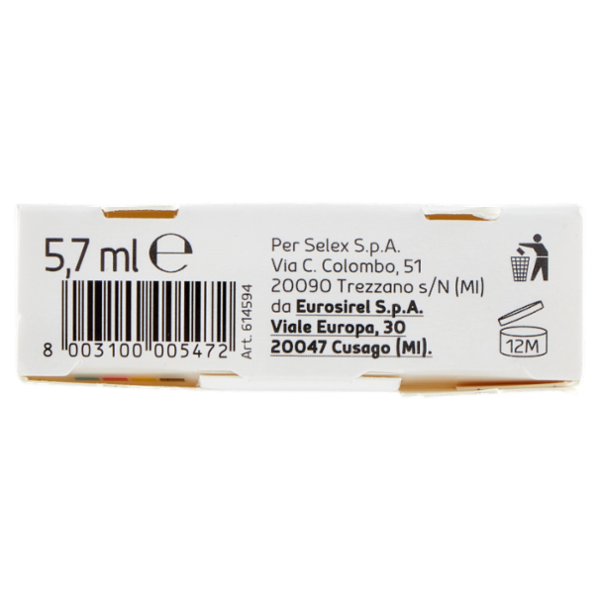 5,7 ml ℮
8 003100 005472
Art. 614594
Per Selex S.p.A.
Via C. Colombo, 51
20090 Trezzano s/N (MI)
da Eurosirel S.p.A.
Viale Europa, 30
20047 Cusago (MI).
12M